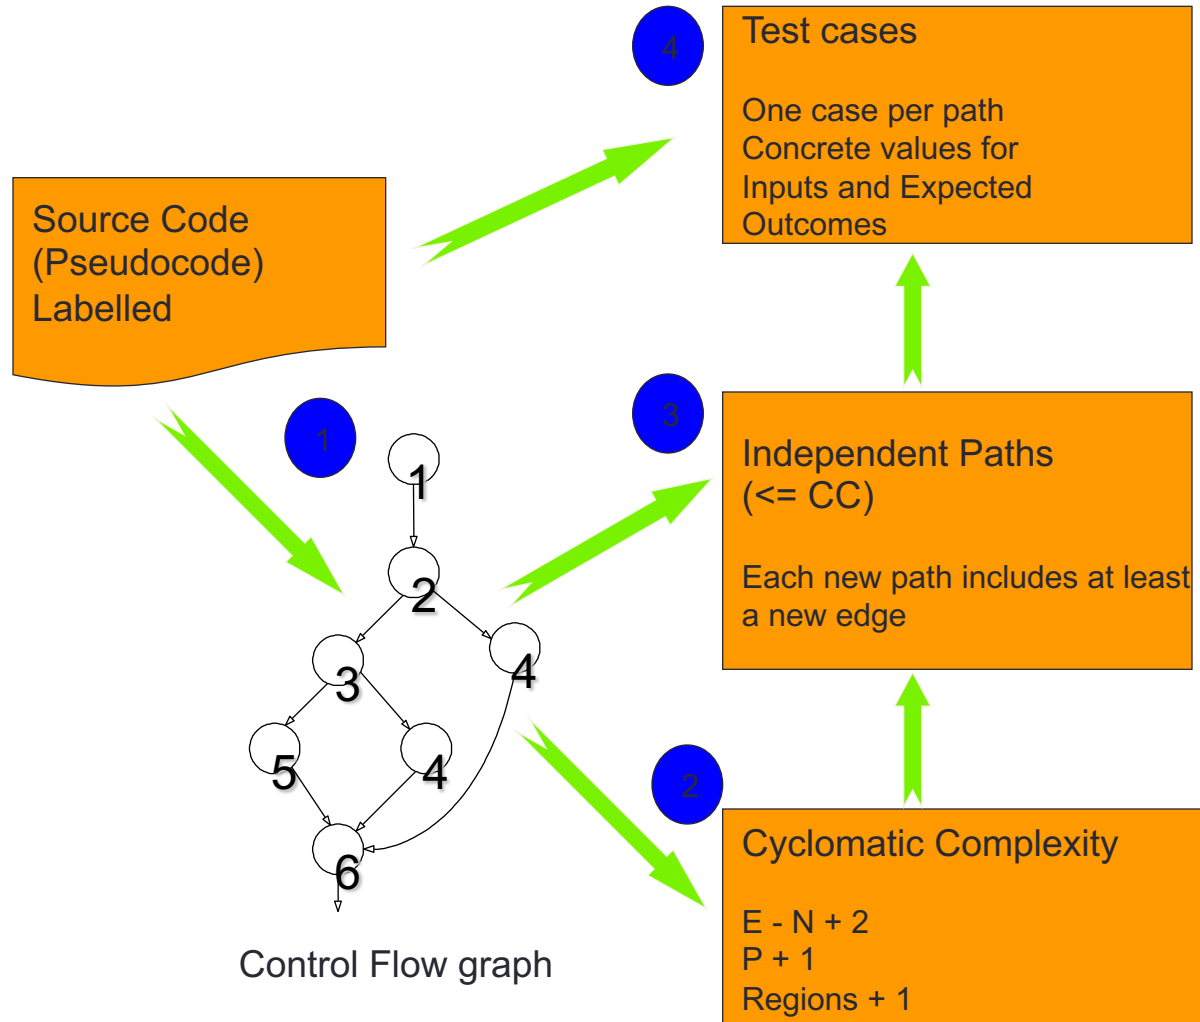 4
Test cases
One case per path
Concrete values for
Inputs and Expected
Outcomes
Source Code
(Pseudocode)
Labelled
1
3
Independent Paths
(<= CC)
Each new path includes at least
a new edge
1
2
3
4
5
4
6
Control Flow graph
2
Cyclomatic Complexity
E - N + 2
P + 1
Regions + 1